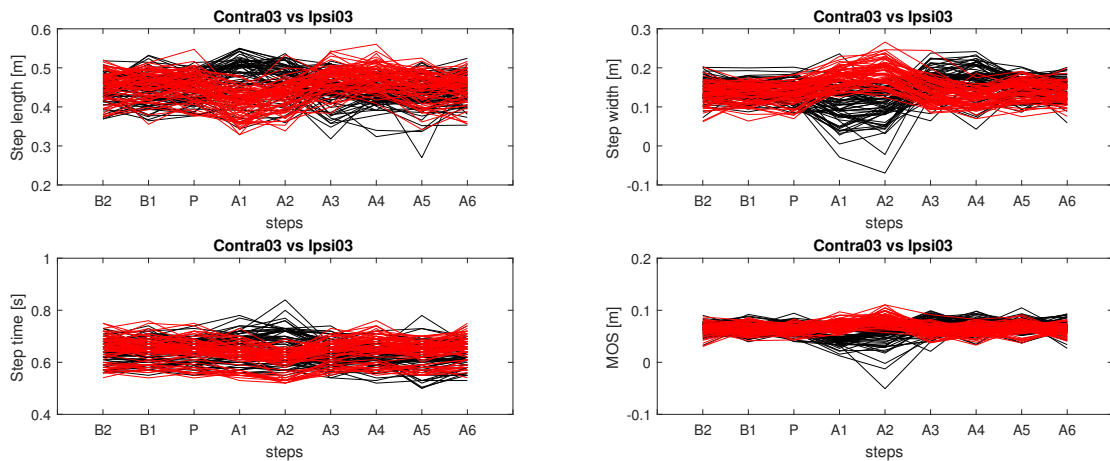 Contra03 vs Ipsi03
0.6
0.5
0.4
0.3
0.2
Step length [m]
B2 B1 P A1 A2 A3 A4 A5 A6
steps
Contra03 vs Ipsi03
0.3
0.2
0.1
0
-0.1
Step width [m]
B2 B1 P A1 A2 A3 A4 A5 A6
steps
Contra03 vs Ipsi03
1
0.8
0.6
0.4
Step time [s]
B2 B1 P A1 A2 A3 A4 A5 A6
steps
Contra03 vs Ipsi03
0.2
0.1
0
-0.1
MOS [m]
B2 B1 P A1 A2 A3 A4 A5 A6
steps